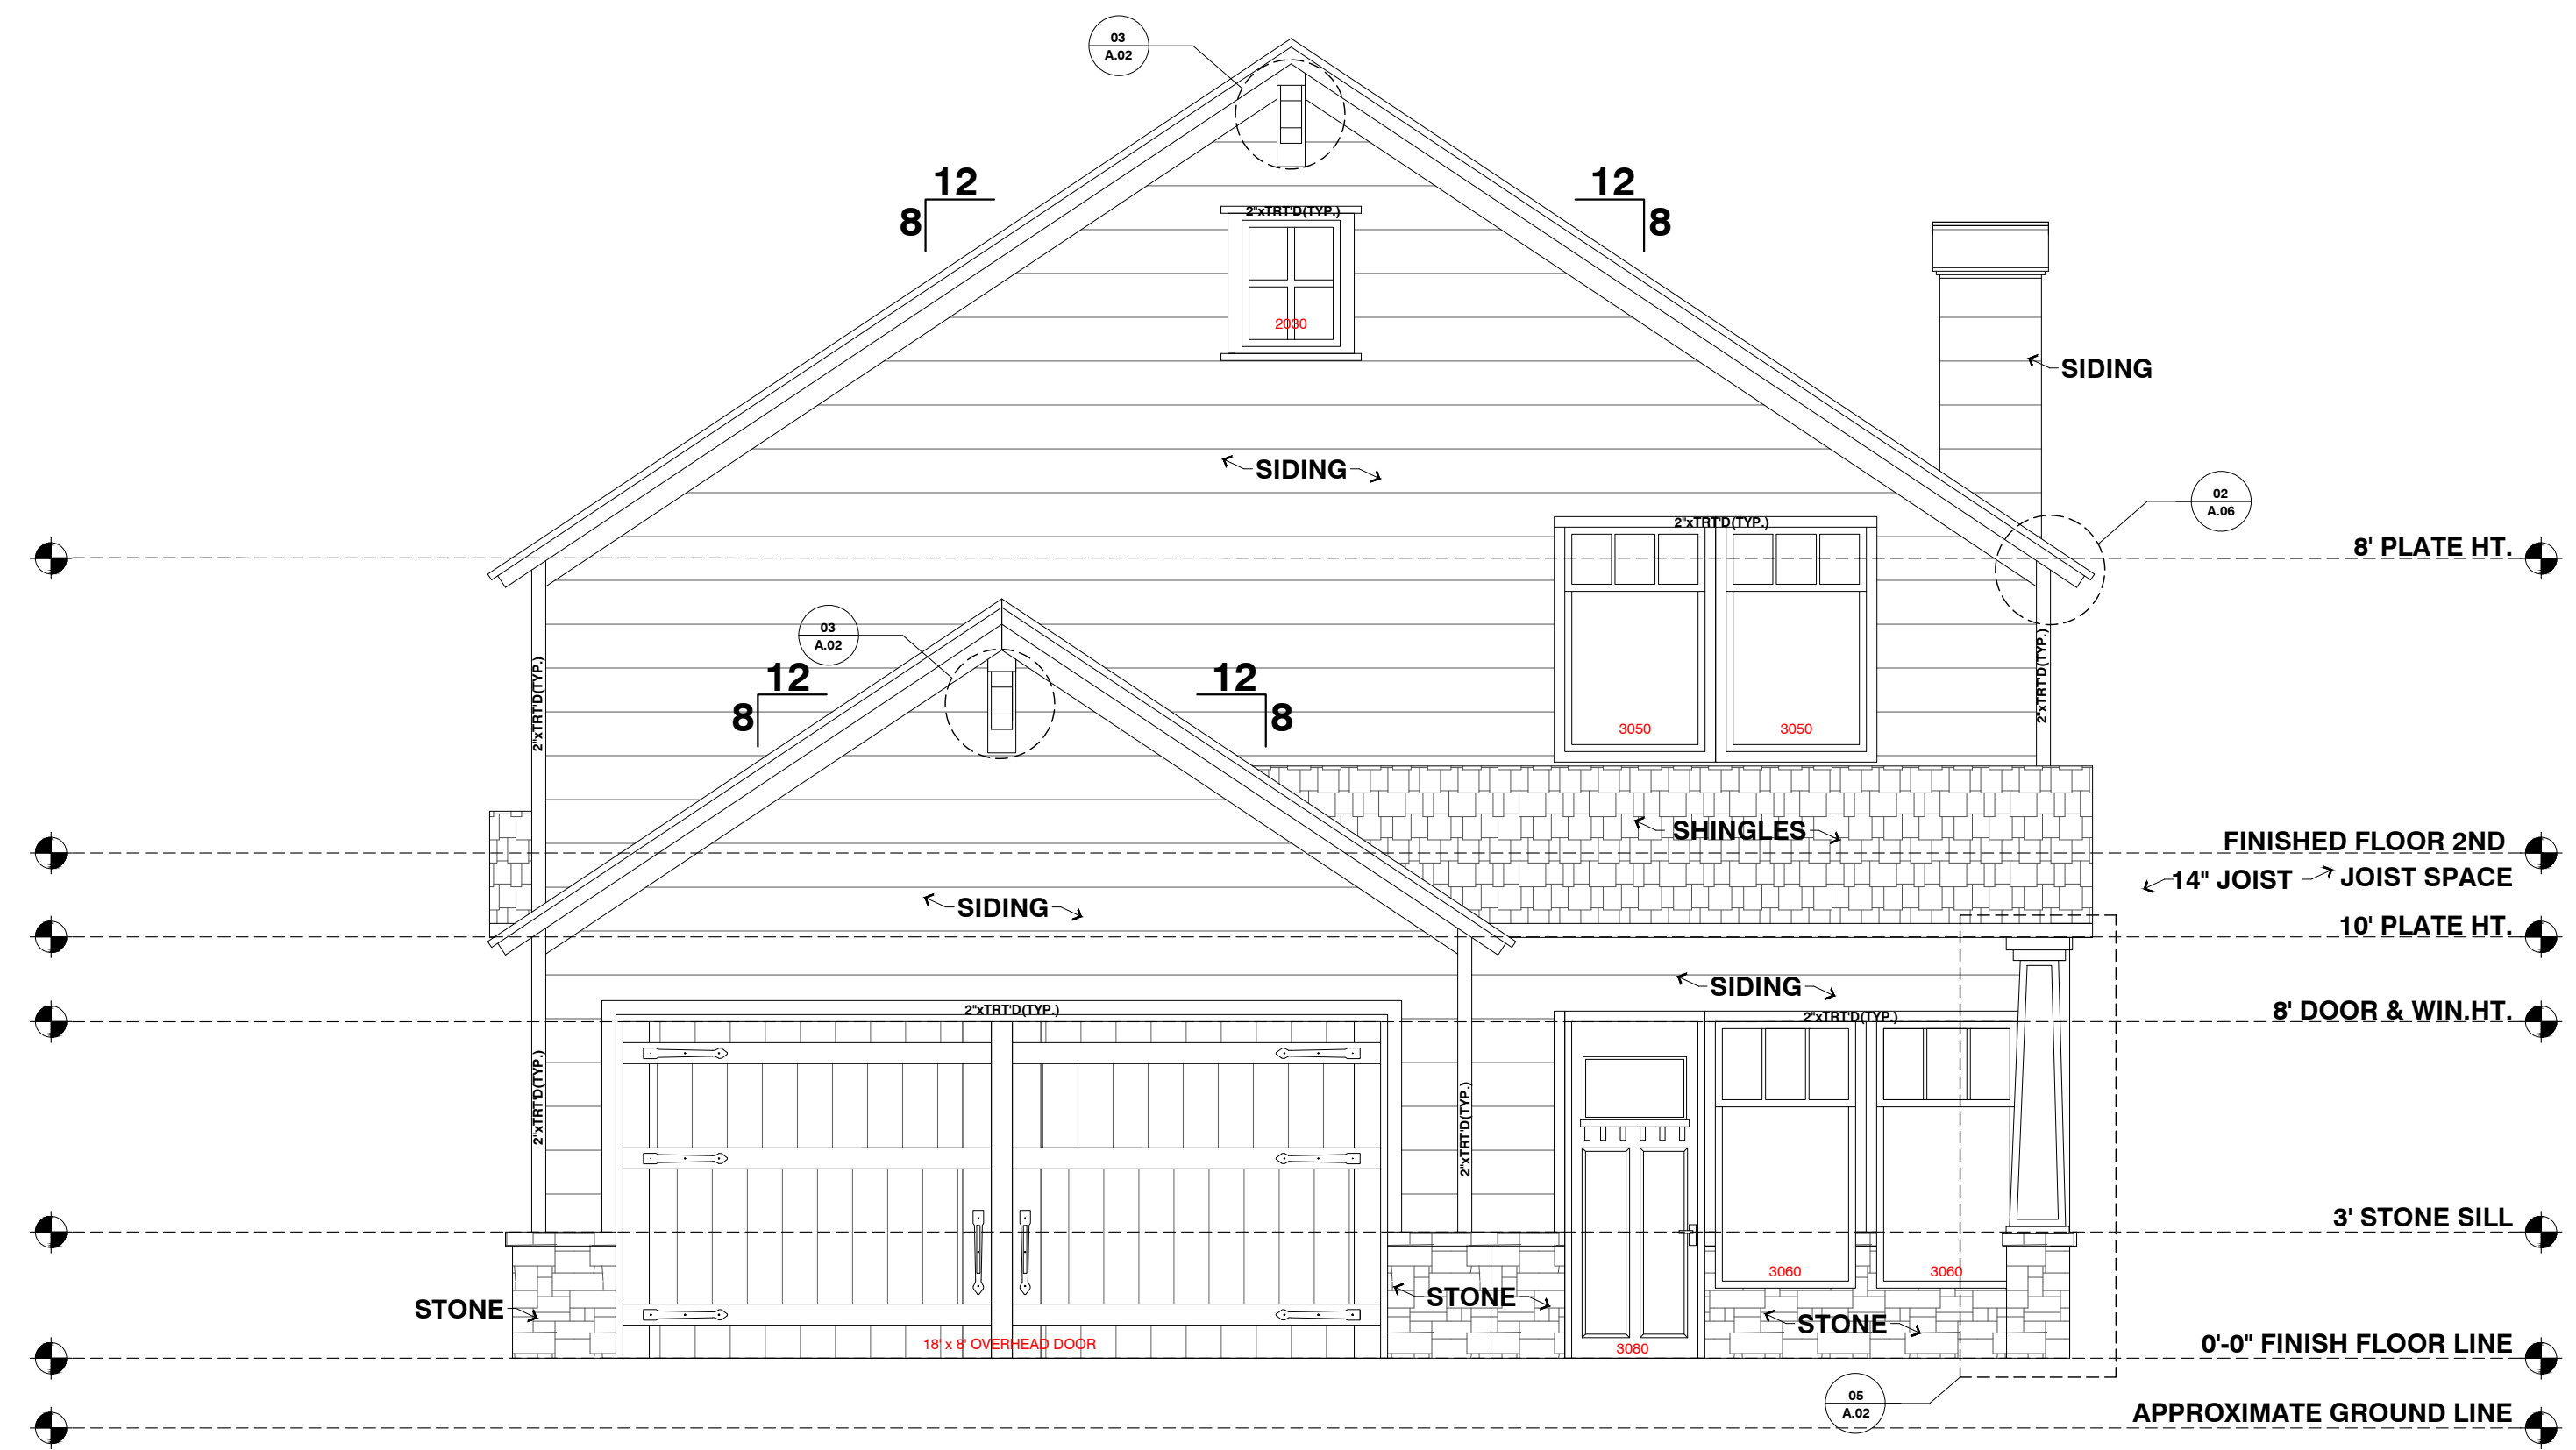 03
A.02
12
8
12
8
2"xTRT'D(TYP.)
2030
SIDING
SIDING
02
A.06
2"xTRT'D(TYP.)
8' PLATE HT.
03
A.02
12
8
12
8
2"xTRT'D(TYP.)
2"xTRT'D(TYP.)
3050
3050
SHINGLES
FINISHED FLOOR 2ND
14" JOIST
JOIST SPACE
SIDING
10' PLATE HT.
SIDING
2"xTRT'D(TYP.)
2"xTRT'D(TYP.)
8' DOOR & WIN.HT.
2"xTRT'D(TYP.)
2"xTRT'D(TYP.)
3' STONE SILL
3060
3060
STONE
STONE
STONE
18' x 8' OVERHEAD DOOR
3080
0'-0" FINISH FLOOR LINE
05
A.02
APPROXIMATE GROUND LINE